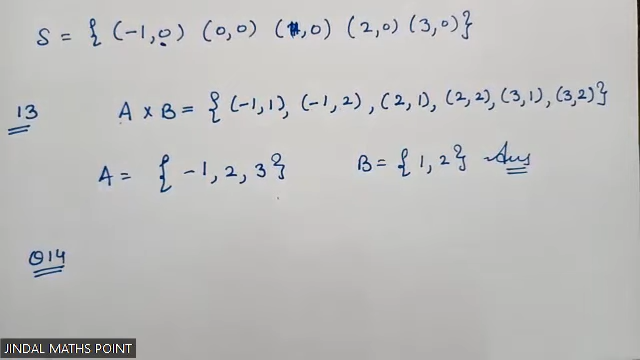 S = { (-1,0) (0,0) (1,0) (2,0) (3,0)}
13 A × B = {(-1,1), (-1,2), (2,1), (2,2), (3,1), (3,2)}
A = { -1, 2, 3} B = {1, 2} Ans
Q14
JINDAL MATHS POINT